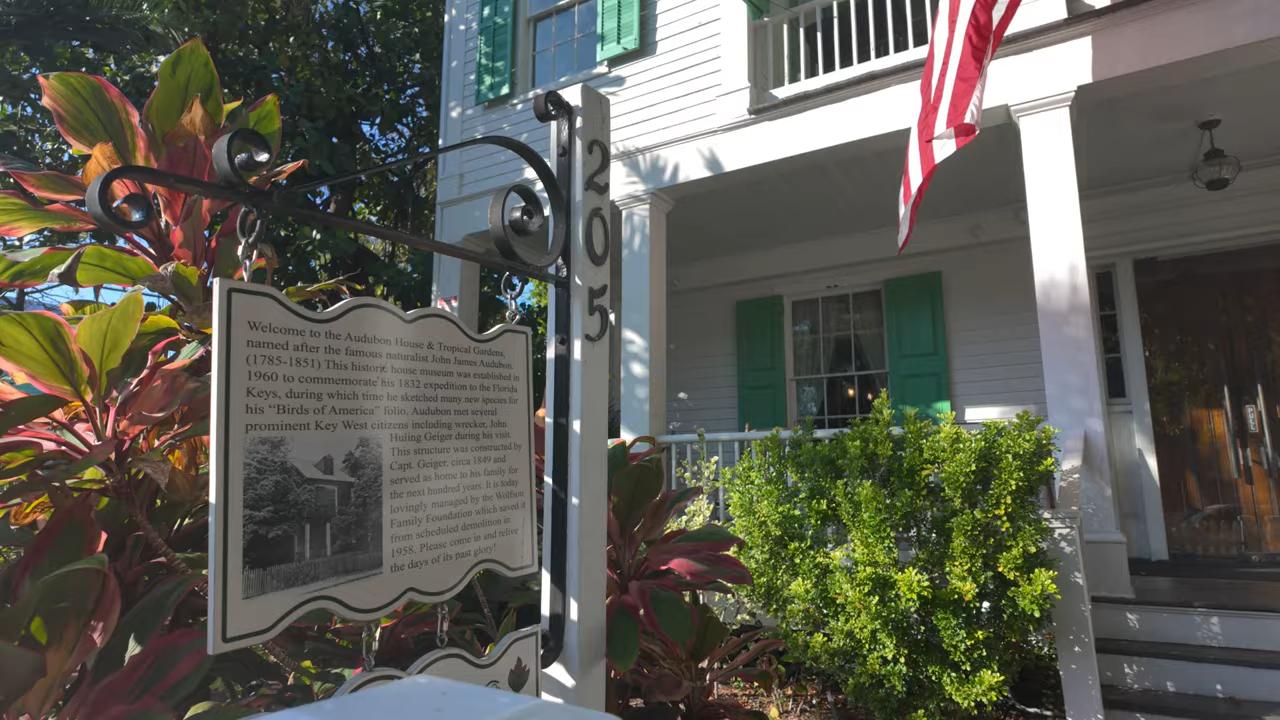 205
Welcome to the Audubon House & Tropical Gardens,
named after the famous naturalist John James Audubon.
(1785-1851) This historic house museum was established in
1960 to commemorate his 1832 expedition to the Florida
Keys, during which time he sketched many new species for
his “Birds of America” folio. Audubon met several
prominent Key West citizens including wrecker, John
Huling Geiger during his visit.
This structure was constructed by
Capt. Geiger, circa 1849 and
served as home to his family for
the next hundred years. It is today
lovingly managed by the Wolfson
Family Foundation which saved it
from scheduled demolition in
1958. Please come in and relive
the days of its past glory!